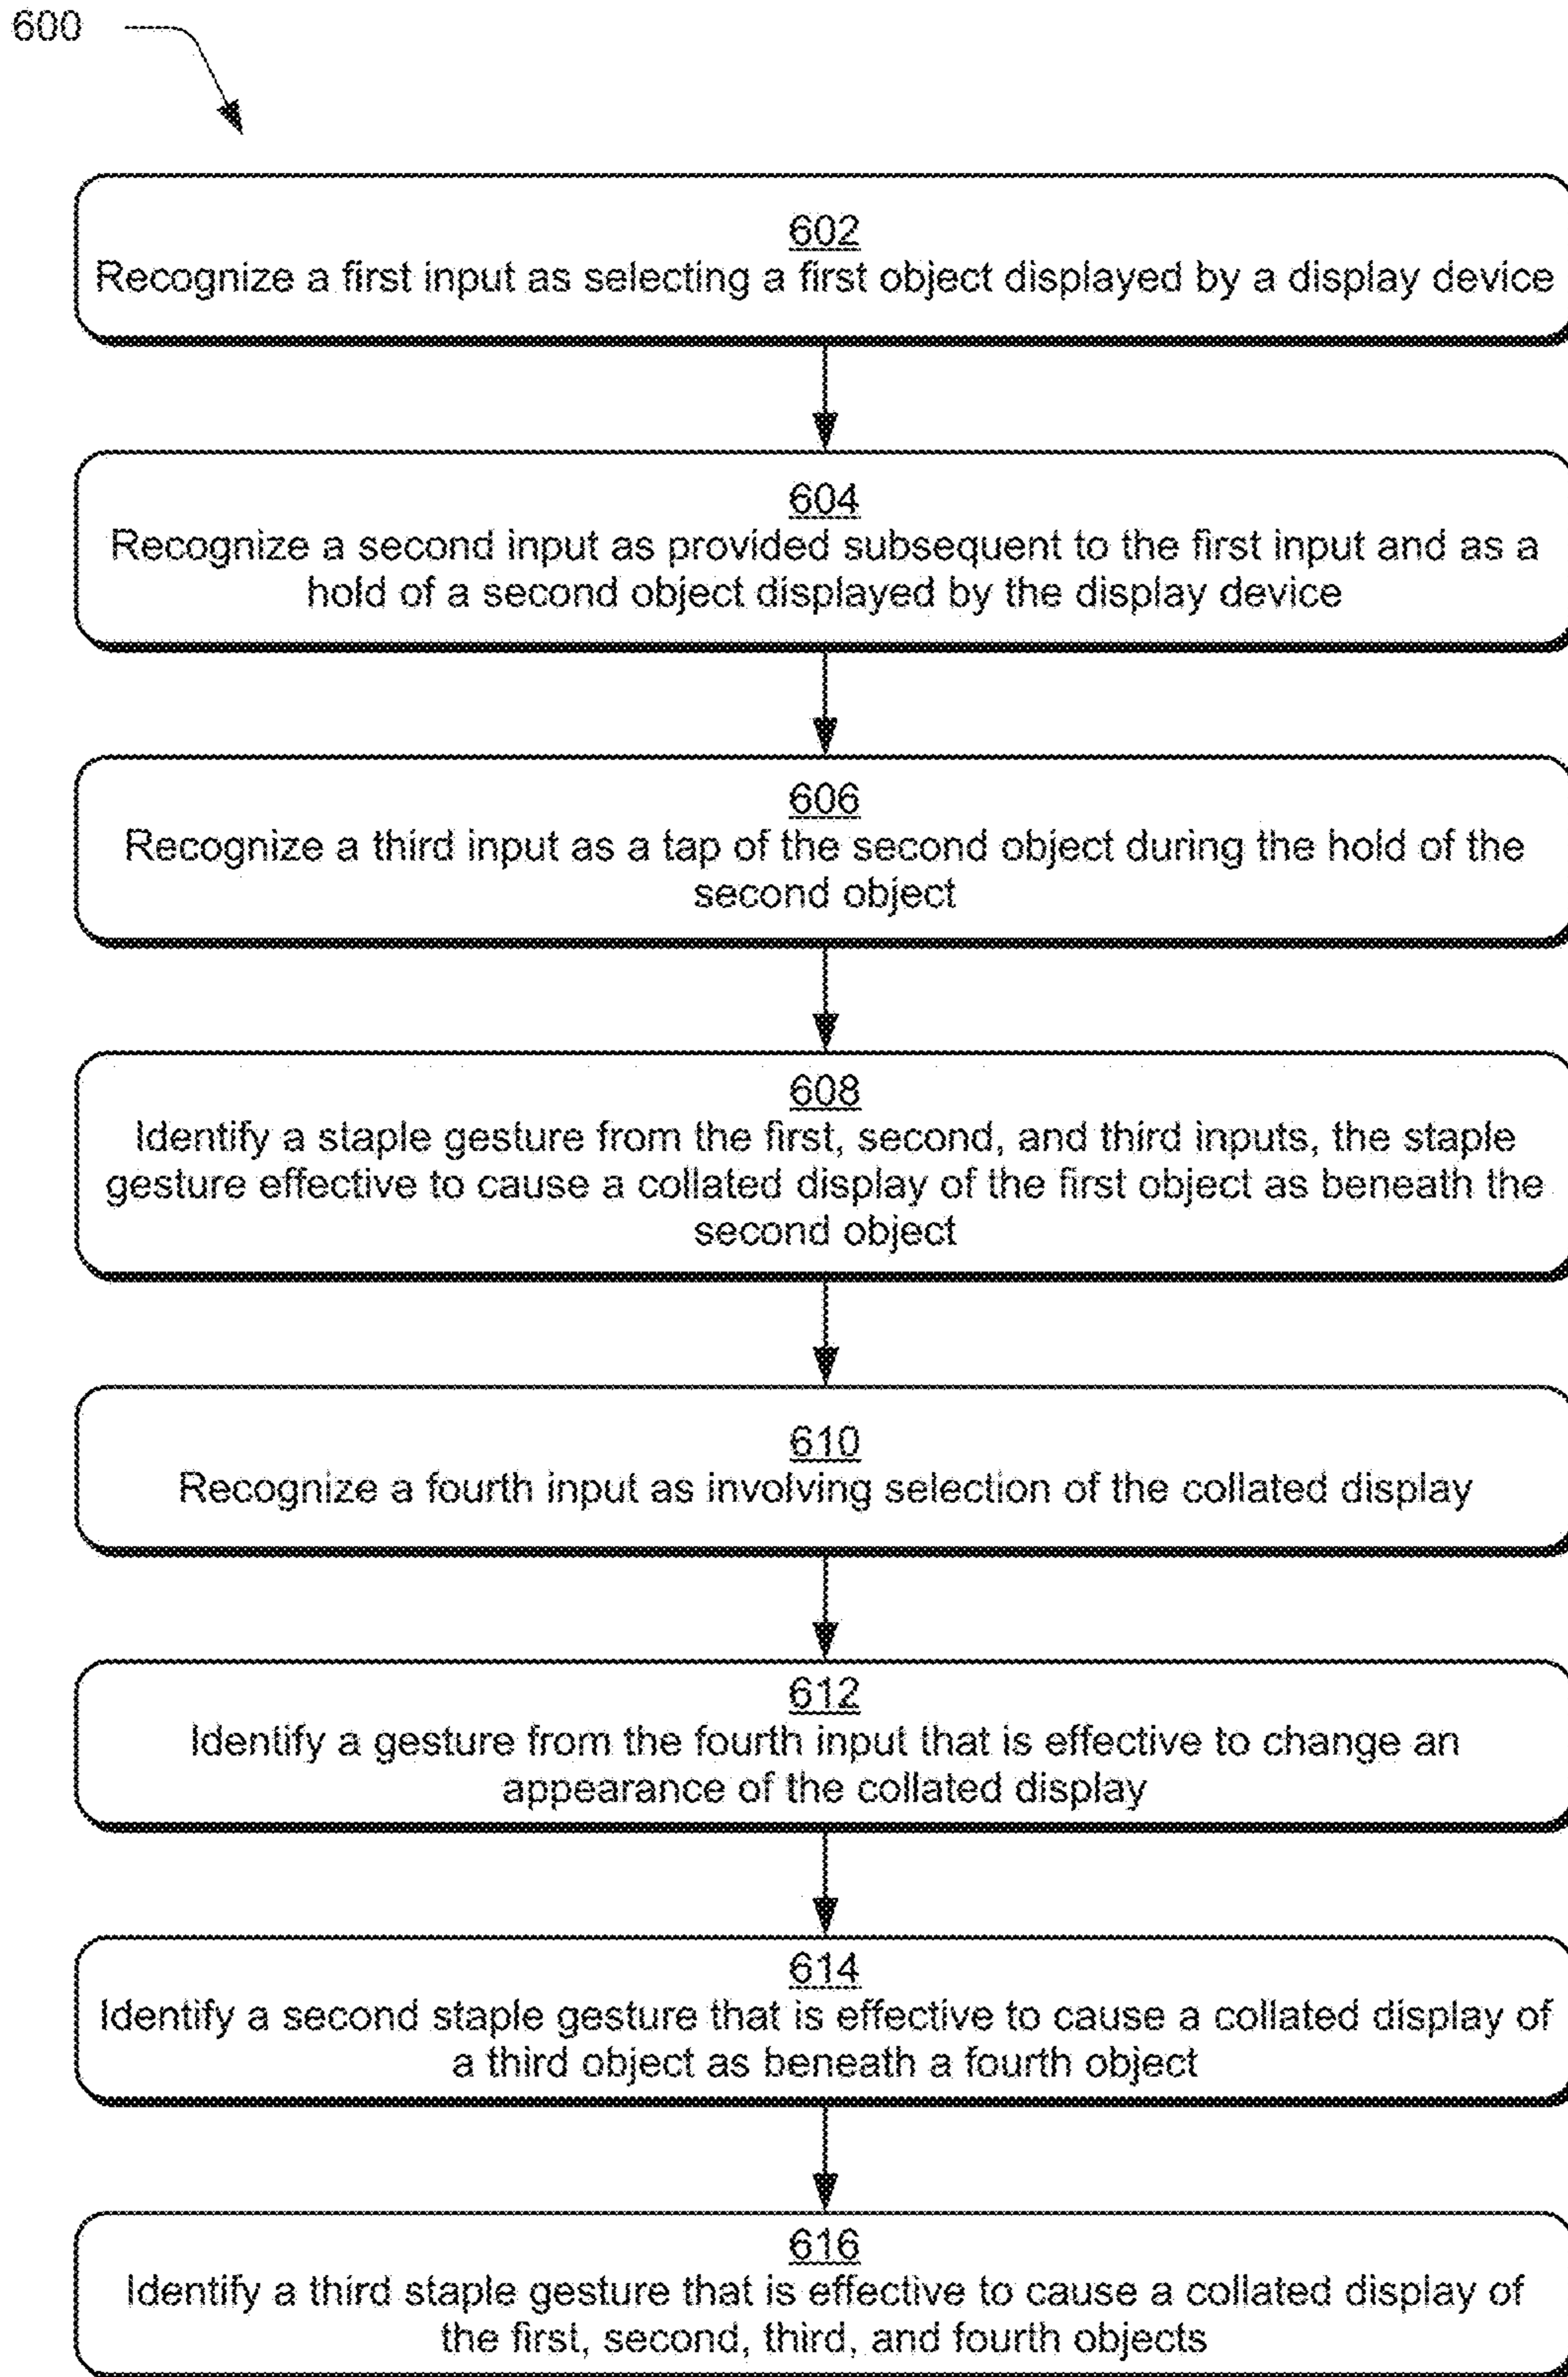 600
602
Recognize a first input as selecting a first object displayed by a display device
604
Recognize a second input as provided subsequent to the first input and as a
hold of a second object displayed by the display device
606
Recognize a third input as a tap of the second object during the hold of the
second object
608
Identify a staple gesture from the first, second, and third inputs, the staple
gesture effective to cause a collated display of the first object as beneath the
second object
610
Recognize a fourth input as involving selection of the collated display
612
Identify a gesture from the fourth input that is effective to change an
appearance of the collated display
614
Identify a second staple gesture that is effective to cause a collated display of
a third object as beneath a fourth object
616
Identify a third staple gesture that is effective to cause a collated display of
the first, second, third, and fourth objects